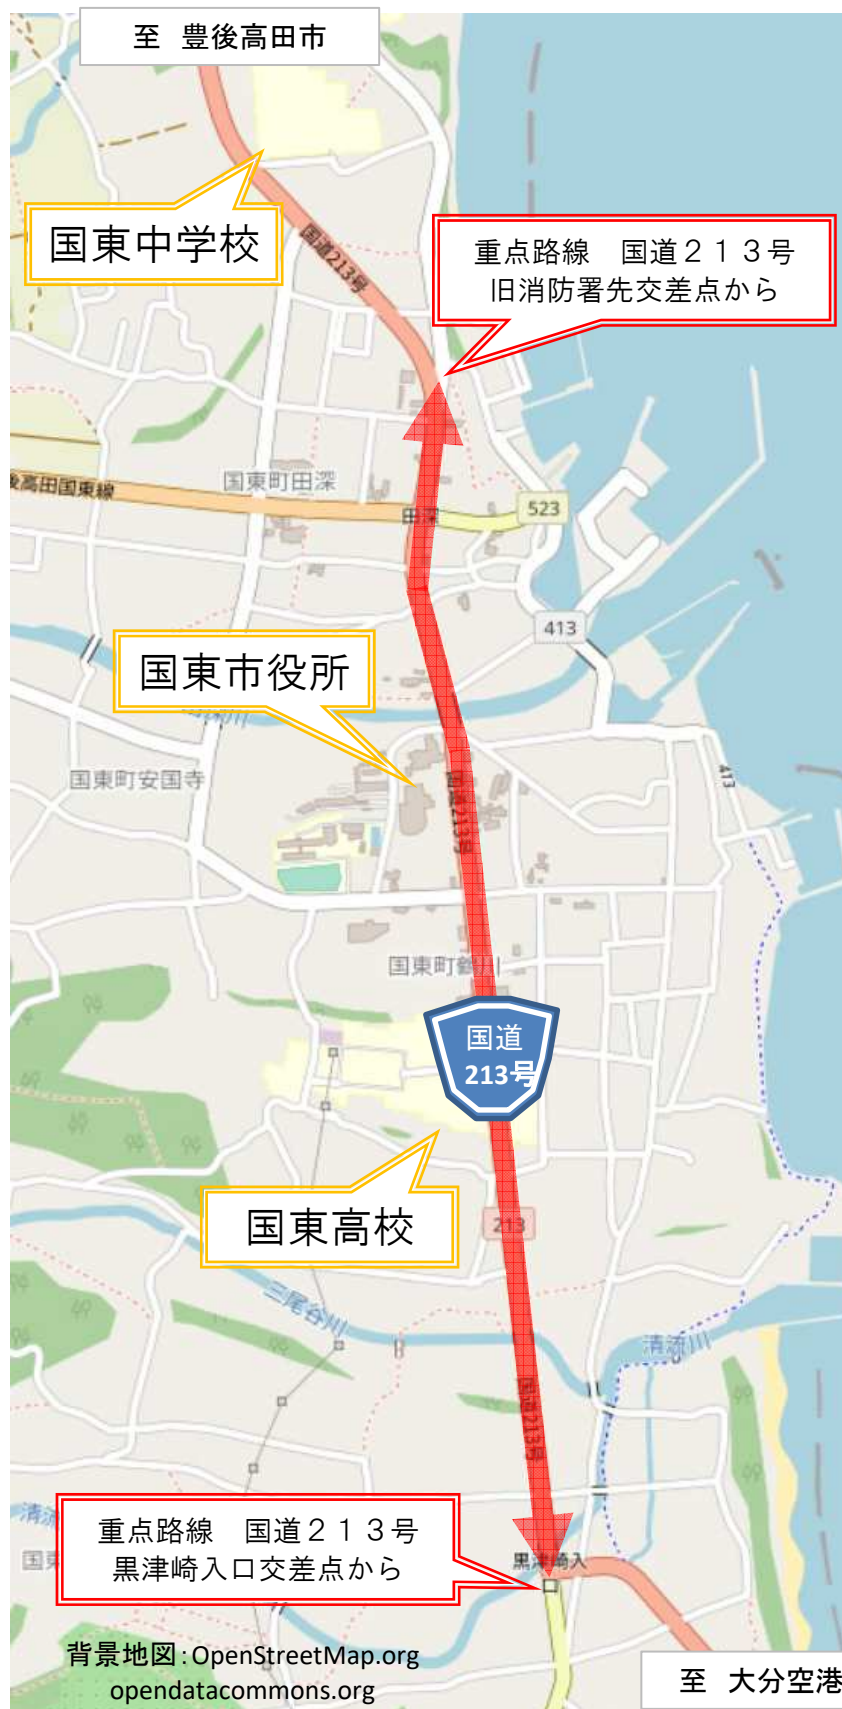 至 豊後高田市
国東中学校
国道213号
重点路線 国道２１３号
旧消防署先交差点から
国東町田深
後高田国東線
田深
523
413
国東市役所
国東町安国寺
413
国道213号
国東町鶴川
国道
213号
国東高校
213
三尾谷川
清流川
国道213号
重点路線 国道２１３号
黒津崎入口交差点から
清流
黒津崎入
背景地図：OpenStreetMap.org
opendatacommons.org
至 大分空港